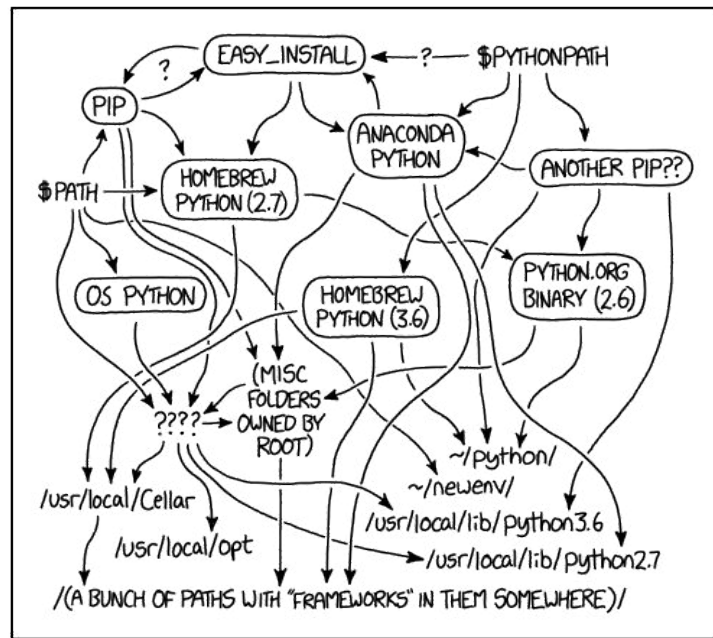 EASY_INSTALL
?
?
$PYTHONPATH
PIP
ANACONDA
PYTHON
ANOTHER PIP??
HOMEBREW
PYTHON (2.7)
$PATH
OS PYTHON
HOMEBREW
PYTHON (3.6)
PYTHON.ORG
BINARY (2.6)
(MISC
FOLDERS
OWNED BY
ROOT)
????
~/python/
~/newenv/
/usr/local/Cellar
/usr/local/lib/python3.6
/usr/local/opt
/usr/local/lib/python2.7
/(A BUNCH OF PATHS WITH "FRAMEWORKS" IN THEM SOMEWHERE)/